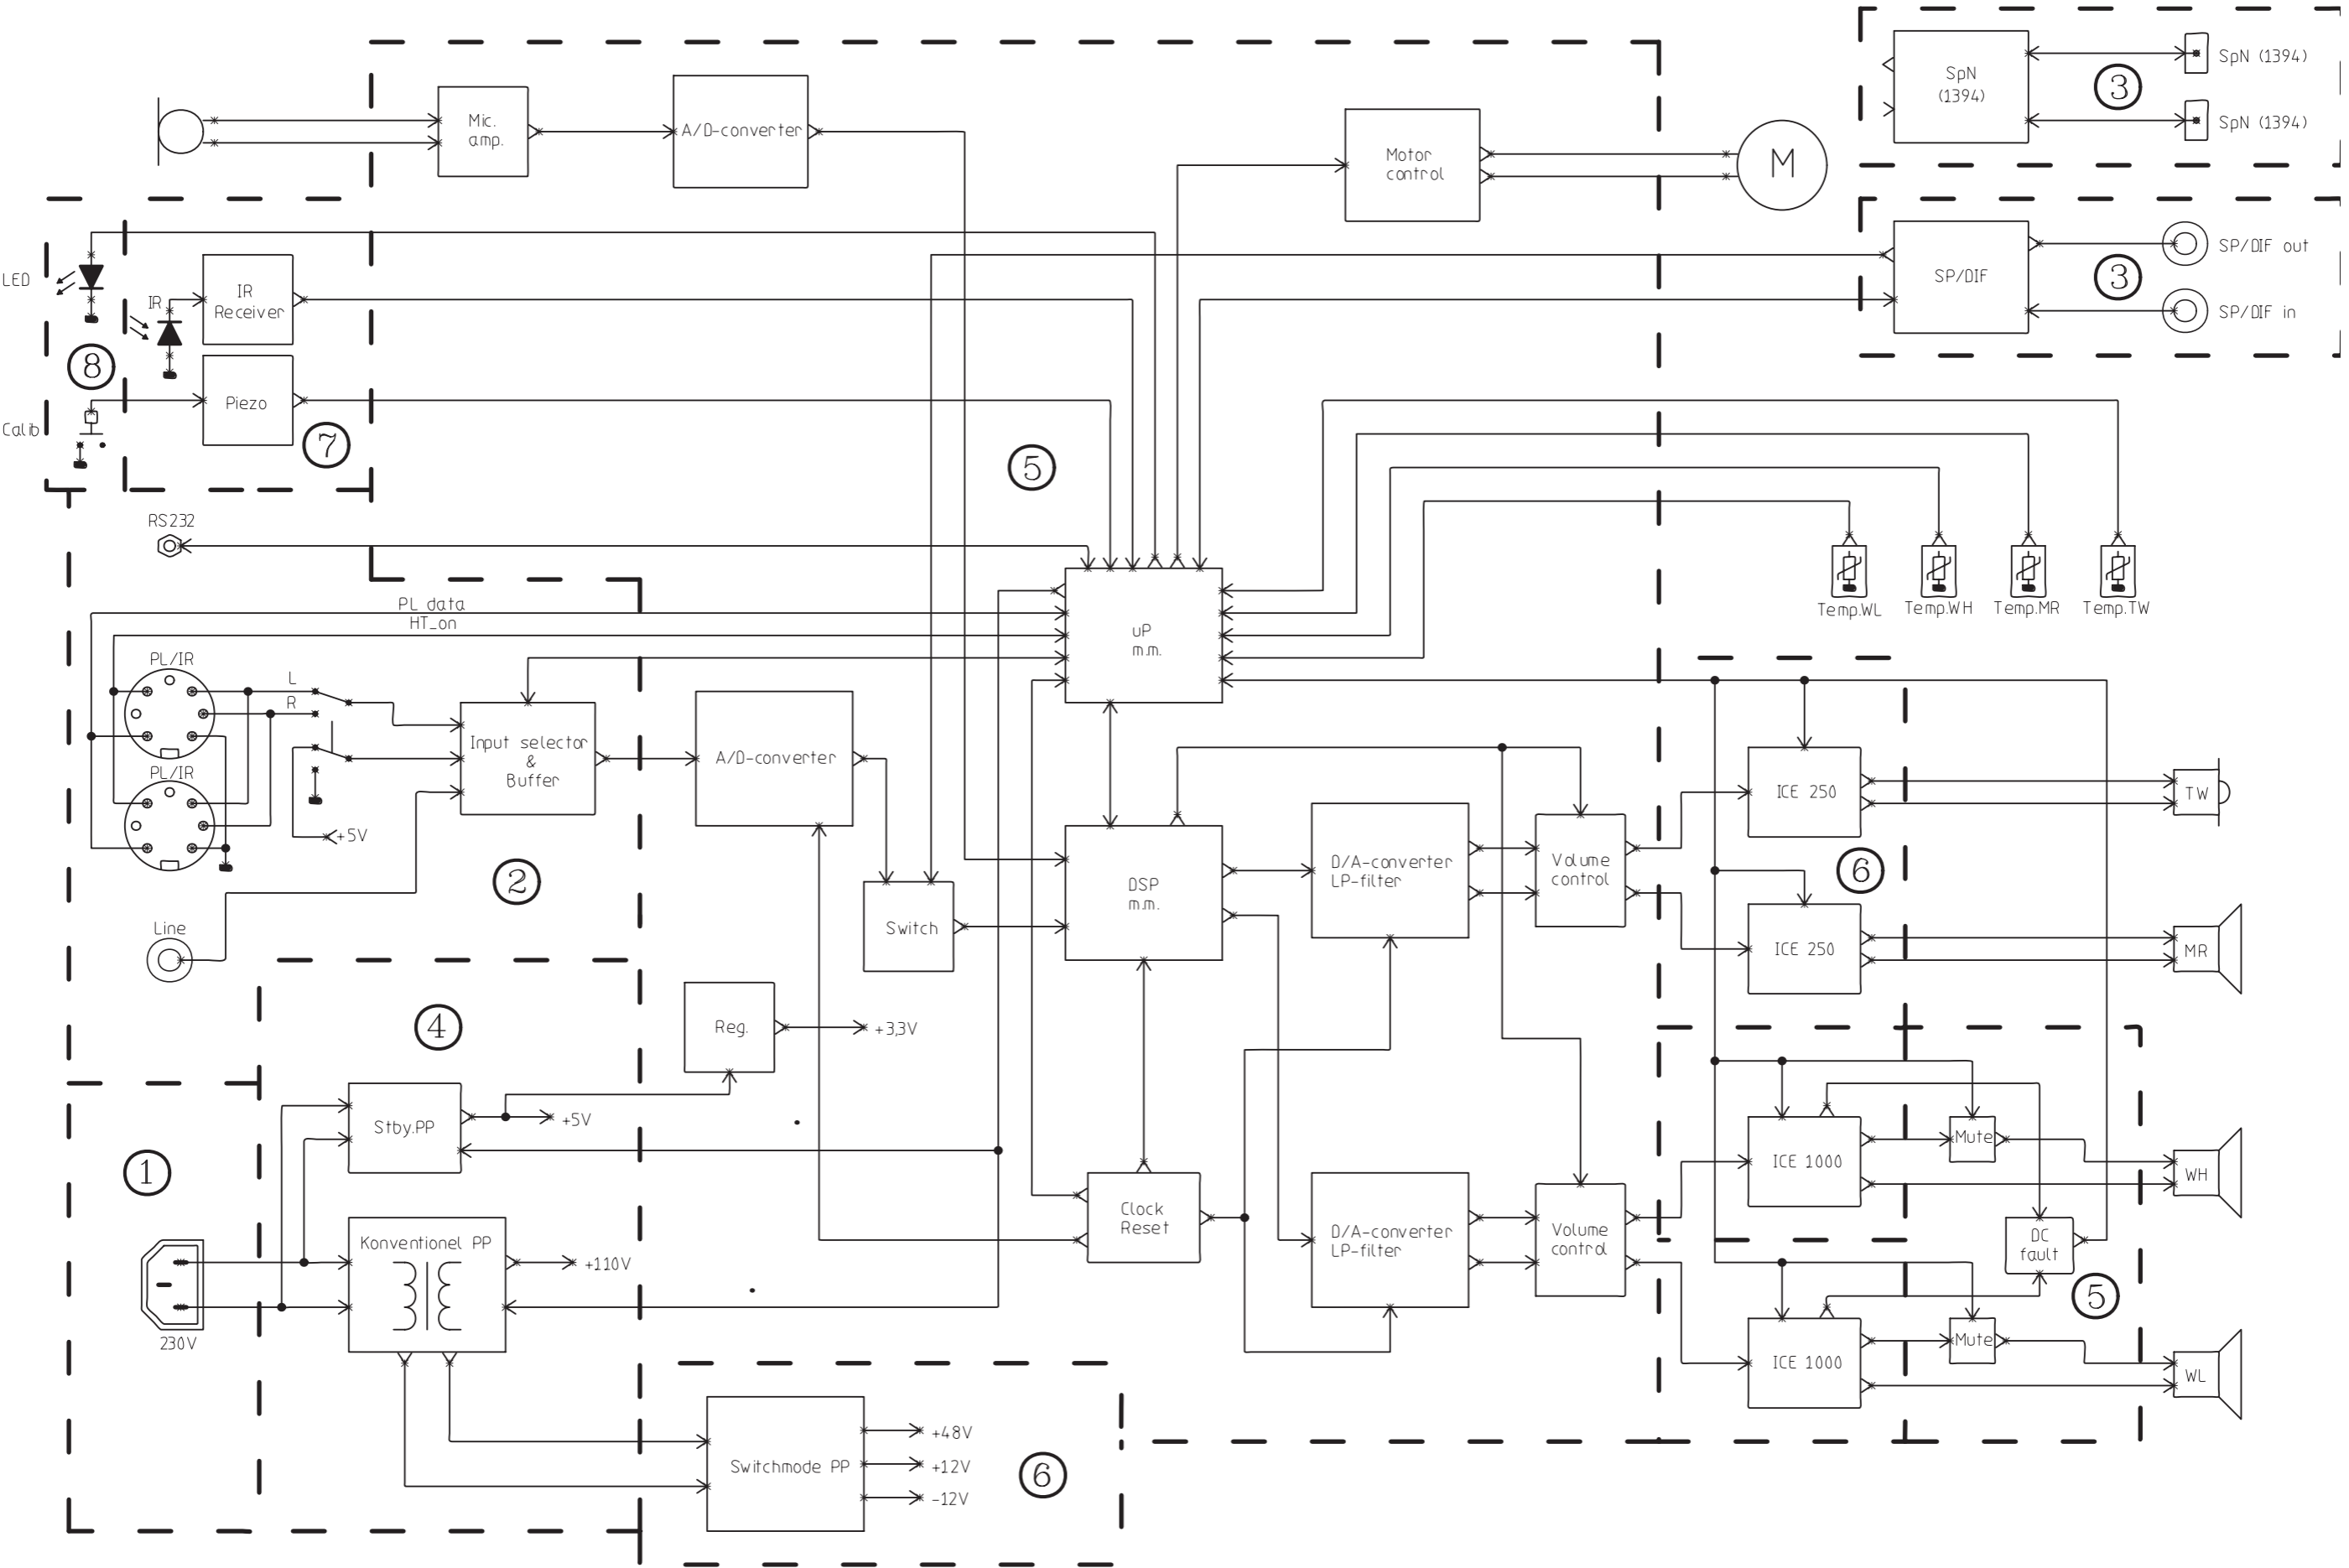 Mic.
amp.
A/D-converter
Motor
control
M
SpN
(1394)
3
SpN (1394)
SpN (1394)
SP/DIF
3
SP/DIF out
SP/DIF in
LED
IR
IR
Receiver
8
Calib
Piezo
7
5
RS232
Temp.WL
Temp.WH
Temp.MR
Temp.TW
PL data
HT_on
uP
m.m.
PL/IR
L
R
PL/IR
+5V
Input selector
&
Buffer
A/D-converter
2
Line
Switch
DSP
m.m.
D/A-converter
LP-filter
Volume
control
ICE 250
TW
6
ICE 250
MR
4
Reg.
+3,3V
Stby.PP
+5V
1
230V
Konventionel PP
+110V
Clock
Reset
D/A-converter
LP-filter
Volume
control
ICE 1000
Mute
WH
DC
fault
5
ICE 1000
Mute
WL
Switchmode PP
+48V
+12V
-12V
6